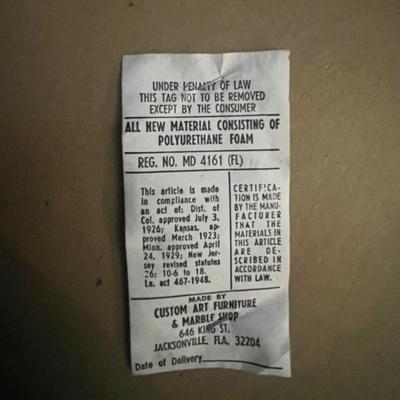 UNDER PENALTY OF LAW
THIS TAG NOT TO BE REMOVED
EXCEPT BY THE CONSUMER
ALL NEW MATERIAL CONSISTING OF
POLYURETHANE FOAM
REG. NO. MD 4161 (FL)
This article is made
in compliance with
an act of: Dist. of
Col. approved July 3,
1926; Kansas, ap-
proved March 1923;
Minn. approved April
24, 1929; New Jer-
sey revised statutes
26; 10-6 to 18.
La. act 467-1948.
CERTIFICA-
TION IS MADE
BY THE MANU-
FACTURER
THAT THE
MATERIALS IN
THIS ARTICLE
ARE DE-
SCRIBED IN
ACCORDANCE
WITH LAW.
MADE BY
CUSTOM ART FURNITURE
& MARBLE SHOP
646 KING ST.
JACKSONVILLE, FLA. 32204
Date of Delivery